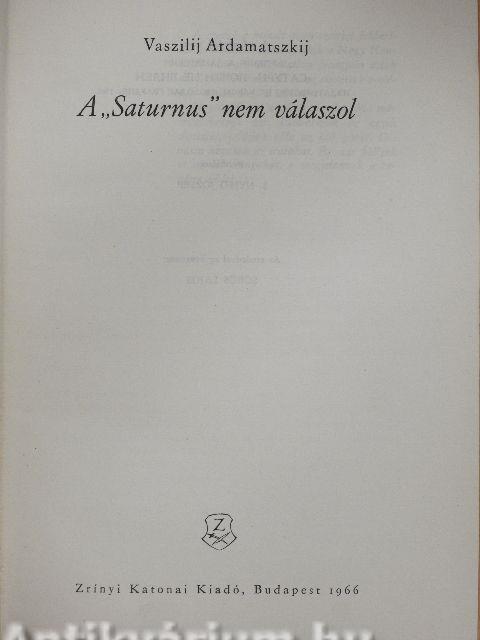 Vaszilij Ardamatszkij
A „Saturnus” nem válaszol
Z
Zrínyi Katonai Kiadó, Budapest 1966
Antikvárium.hu